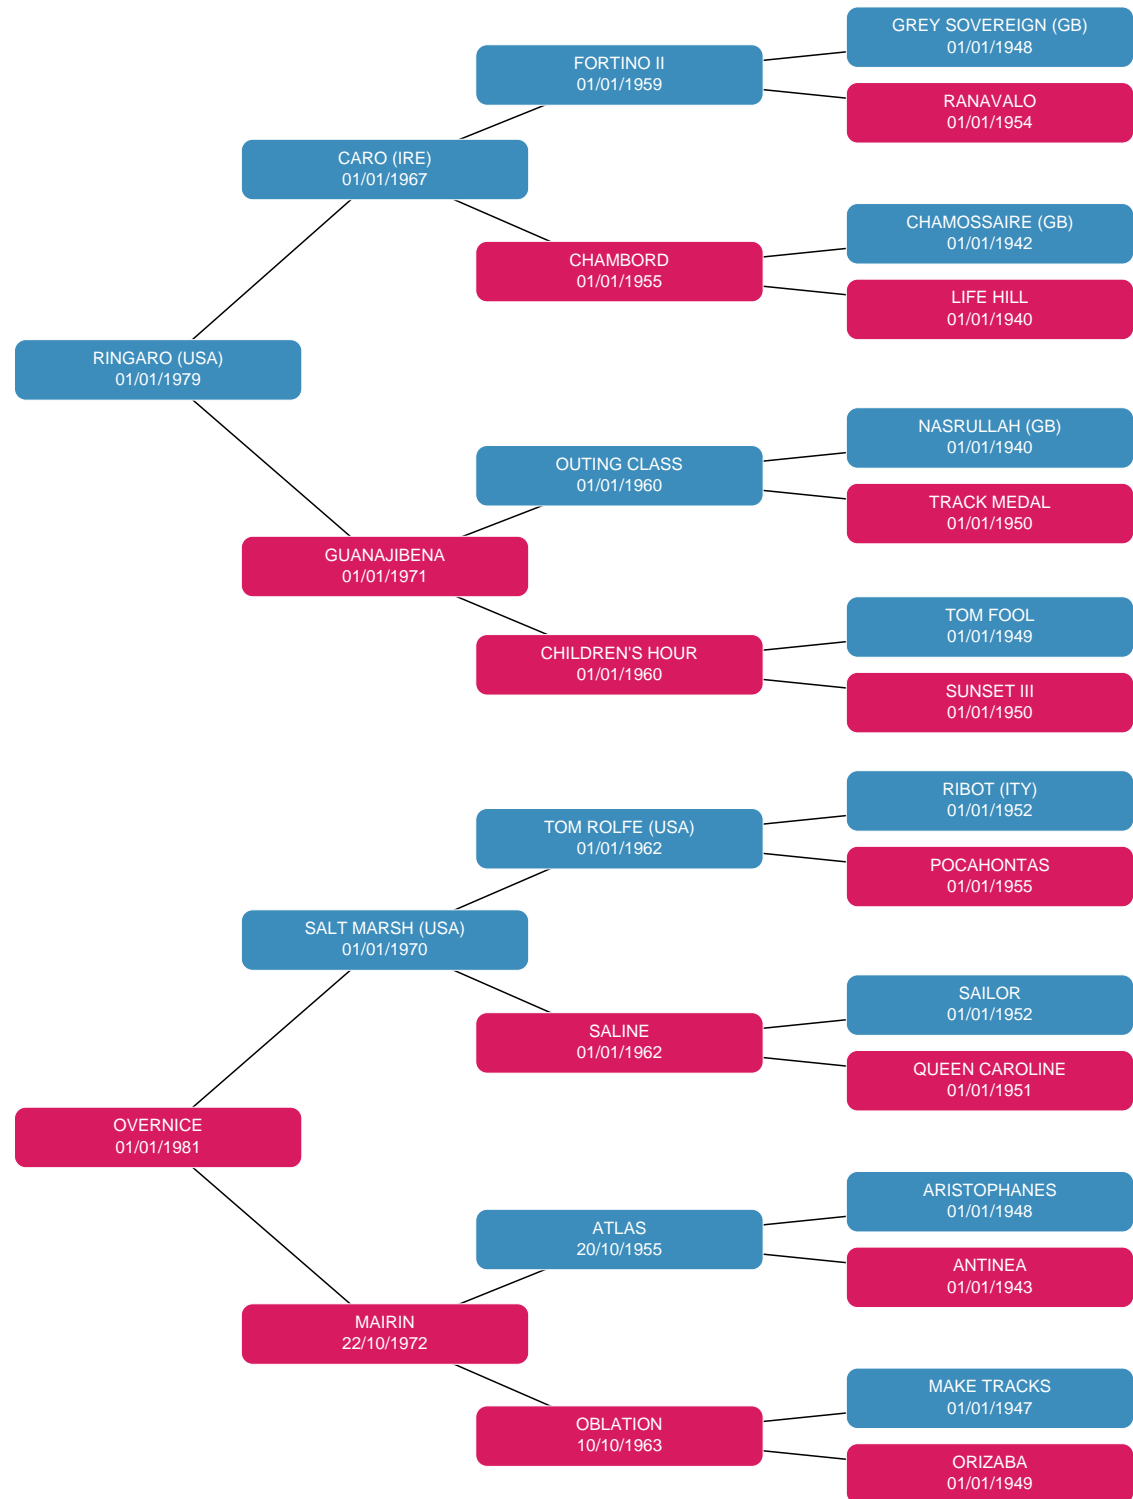 GREY SOVEREIGN (GB)
01/01/1948
FORTINO II
01/01/1959
RANAVALO
01/01/1954
CARO (IRE)
01/01/1967
CHAMOSSAIRE (GB)
01/01/1942
CHAMBORD
01/01/1955
LIFE HILL
01/01/1940
RINGARO (USA)
01/01/1979
NASRULLAH (GB)
01/01/1940
OUTING CLASS
01/01/1960
TRACK MEDAL
01/01/1950
GUANAJIBENA
01/01/1971
TOM FOOL
01/01/1949
CHILDREN'S HOUR
01/01/1960
SUNSET III
01/01/1950
RIBOT (ITY)
01/01/1952
TOM ROLFE (USA)
01/01/1962
POCAHONTAS
01/01/1955
SALT MARSH (USA)
01/01/1970
SAILOR
01/01/1952
SALINE
01/01/1962
QUEEN CAROLINE
01/01/1951
OVERNICE
01/01/1981
ARISTOPHANES
01/01/1948
ATLAS
20/10/1955
ANTINEA
01/01/1943
MAIRIN
22/10/1972
MAKE TRACKS
01/01/1947
OBLATION
10/10/1963
ORIZABA
01/01/1949